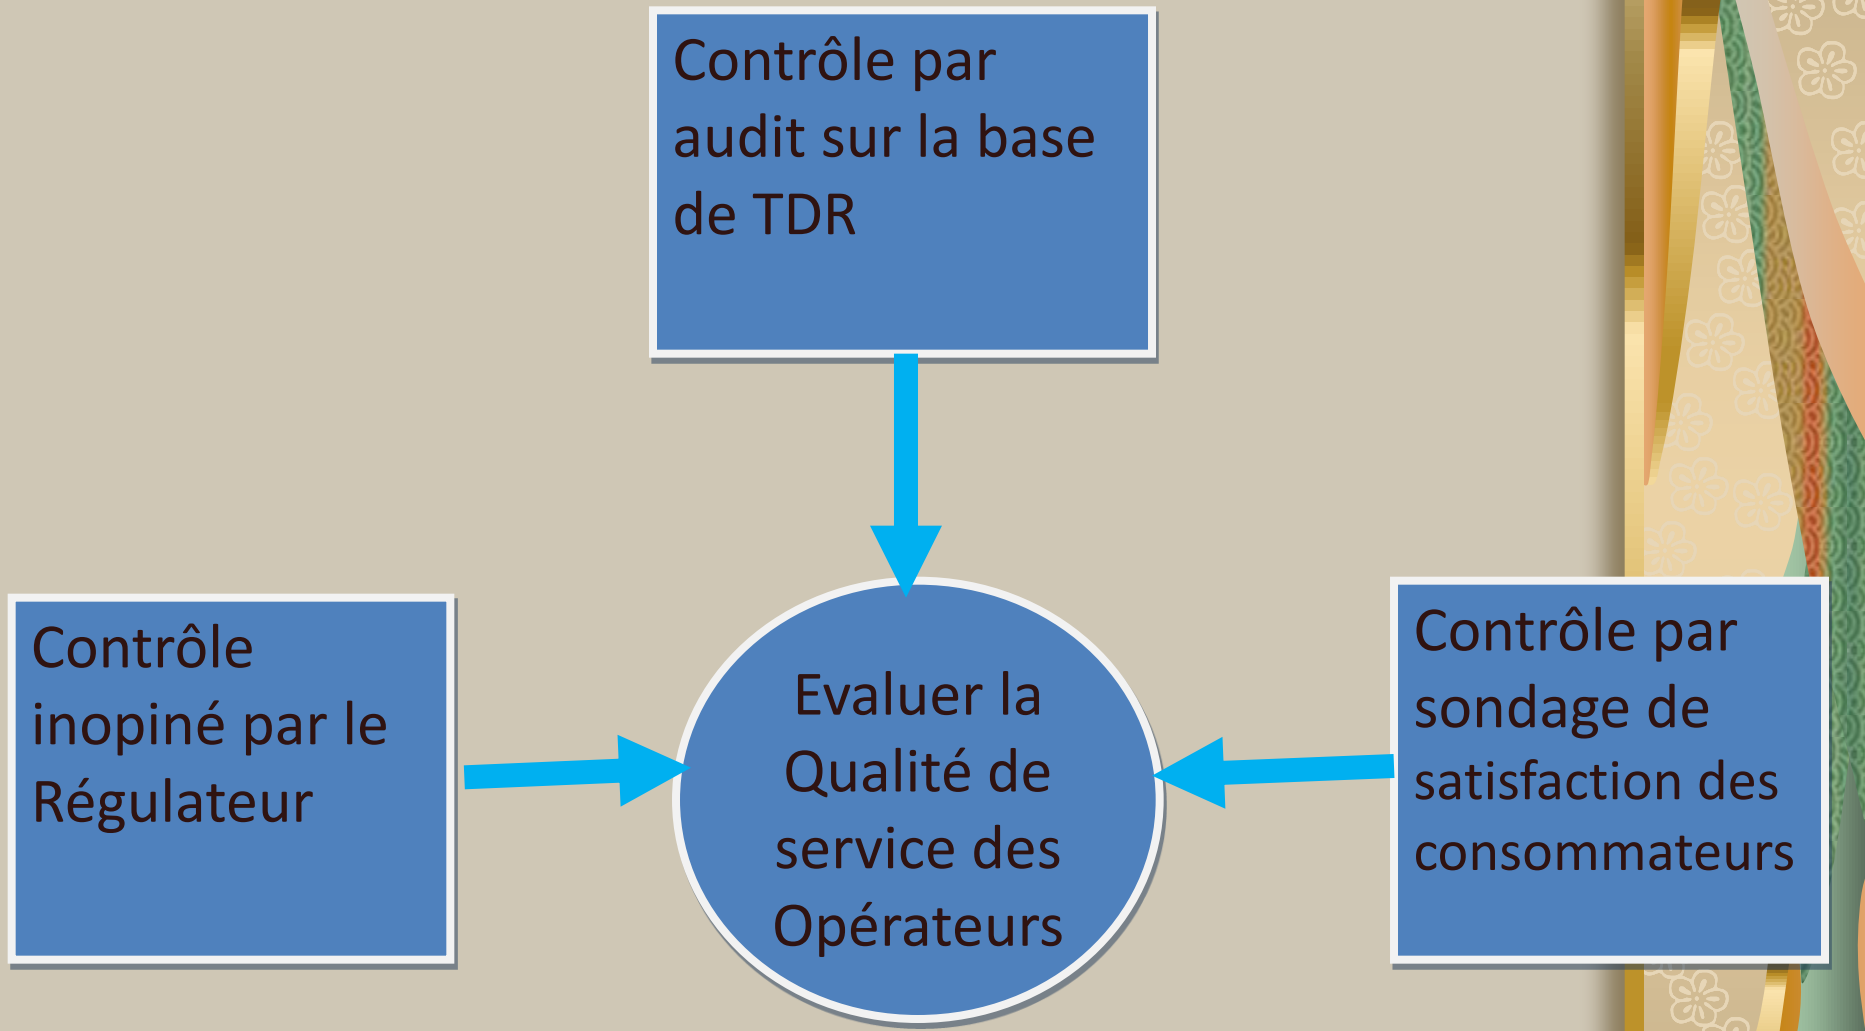 Contrôle par
audit sur la base
de TDR
Contrôle
inopiné par le
Régulateur
Evaluer la
Qualité de
service des
Opérateurs
Contrôle par
sondage de
satisfaction des
consommateurs